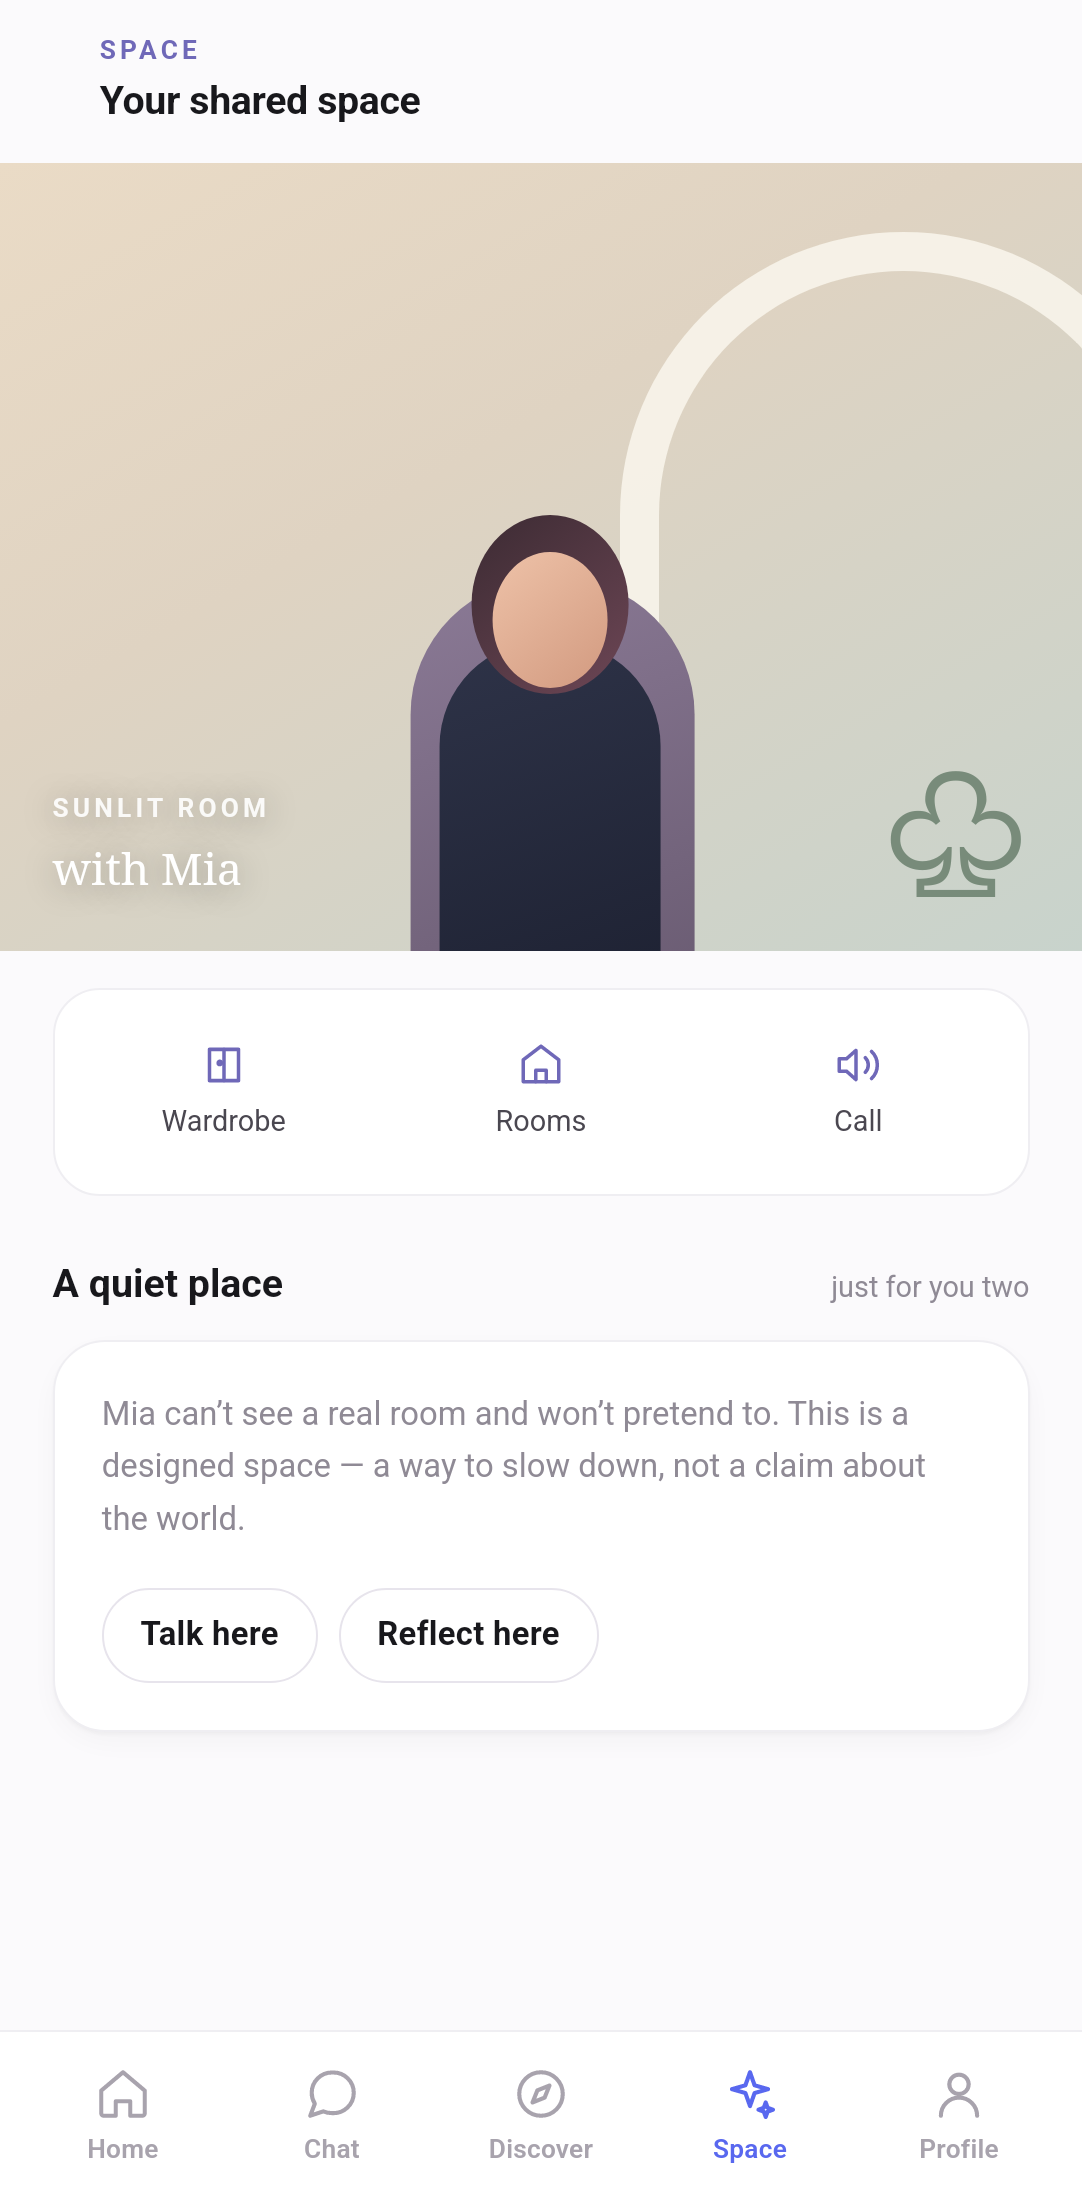 SPACE
Your shared space
SUNLIT ROOM
with Mia
Wardrobe
Rooms
Call
A quiet place
just for you two
Mia can’t see a real room and won’t pretend to. This is a
designed space — a way to slow down, not a claim about
the world.
Talk here
Reflect here
Home
Chat
Discover
Space
Profile